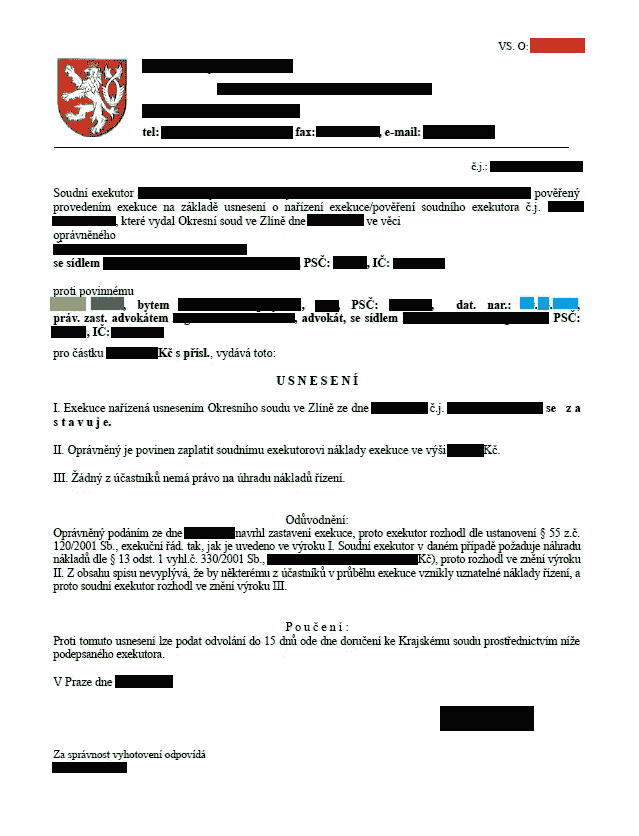 VS. O:
tel: fax: , e-mail:
č.j.:
Soudní exekutor pověřený
provedením exekuce na základě usnesení o nařízení exekuce/pověření soudního exekutora č.j.
, které vydal Okresní soud ve Zlíně dne ve věci
oprávněného
se sídlem PSČ: , IČ:
proti povinnému
, bytem , , PSČ: , dat. nar.: . . ,
práv. zast. advokátem , advokát, se sídlem PSČ:
, IČ:
pro částku Kč s přísl., vydává toto:
U S N E S E N Í
I. Exekuce nařízená usnesením Okresního soudu ve Zlíně ze dne č.j. s e z a
s t a v u j e.
II. Oprávněný je povinen zaplatit soudnímu exekutorovi náklady exekuce ve výši Kč.
III. Žádný z účastníků nemá právo na úhradu nákladů řízení.
Odůvodnění:
Oprávněný podáním ze dne navrhl zastavení exekuce, proto exekutor rozhodl dle ustanovení § 55 z.č.
120/2001 Sb., exekuční řád. tak, jak je uvedeno ve výroku I. Soudní exekutor v daném případě požaduje náhradu
nákladů dle § 13 odst. 1 vyhl.č. 330/2001 Sb., Kč), proto rozhodl ve znění výroku
II. Z obsahu spisu nevyplývá, že by některému z účastníků v průběhu exekuce vznikly uznatelné náklady řízení, a
proto soudní exekutor rozhodl ve znění výroku III.
P o u č e n í :
Proti tomuto usnesení lze podat odvolání do 15 dnů ode dne doručení ke Krajskému soudu prostřednictvím níže
podepsaného exekutora.
V Praze dne
Za správnost vyhotovení odpovídá